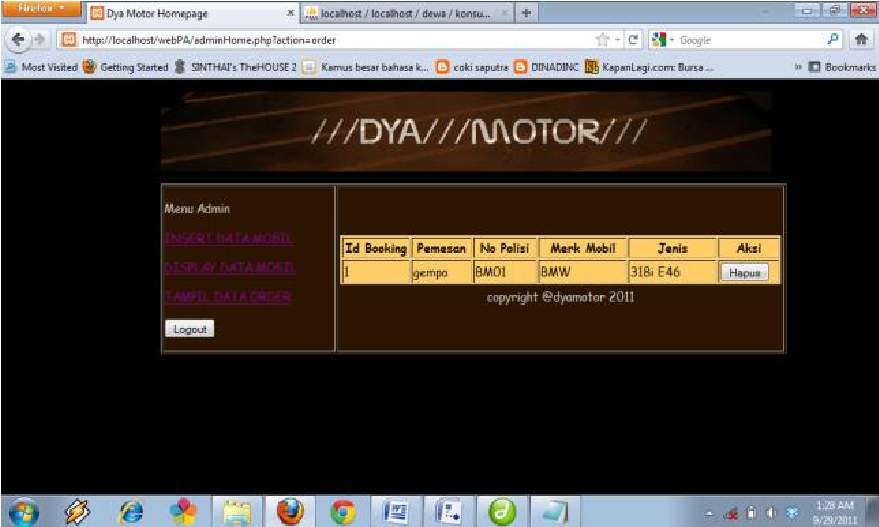 Firefox
Dya Motor Homepage
localhost / localhost / dewa / konsu...
http://localhost/webPA/adminHome.php?action=order
Google
Most Visited
Getting Started
SINTHAI's TheHOUSE 2
Kamus besar bahasa k...
coki saputra
DINADINC
KapanLagi.com: Bursa ...
Bookmarks
///DYA///MOTOR///
Menu Admin
INSERT DATA MOBIL
DISPLAY DATA MOBIL
TAMPIL DATA ORDER
Logout
Id Booking Pemesan No Polisi Merk Mobil Jenis Aksi
1 gempa BM01 BMW 318i E46 Hapus
copyright @dyamotor 2011
1:28 AM
9/29/2011